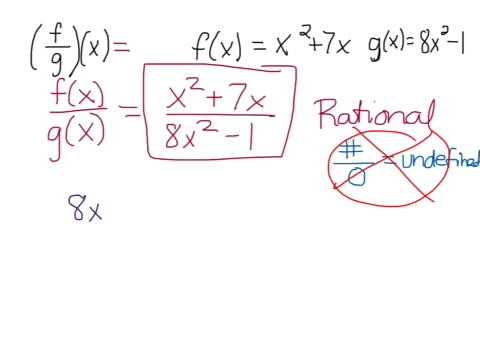 (f/g)(x) = f(x) = x²+7x g(x) = 8x²-1
f(x)/g(x) = (x²+7x)/(8x²-1)
Rational
#/0 = undefined
8x